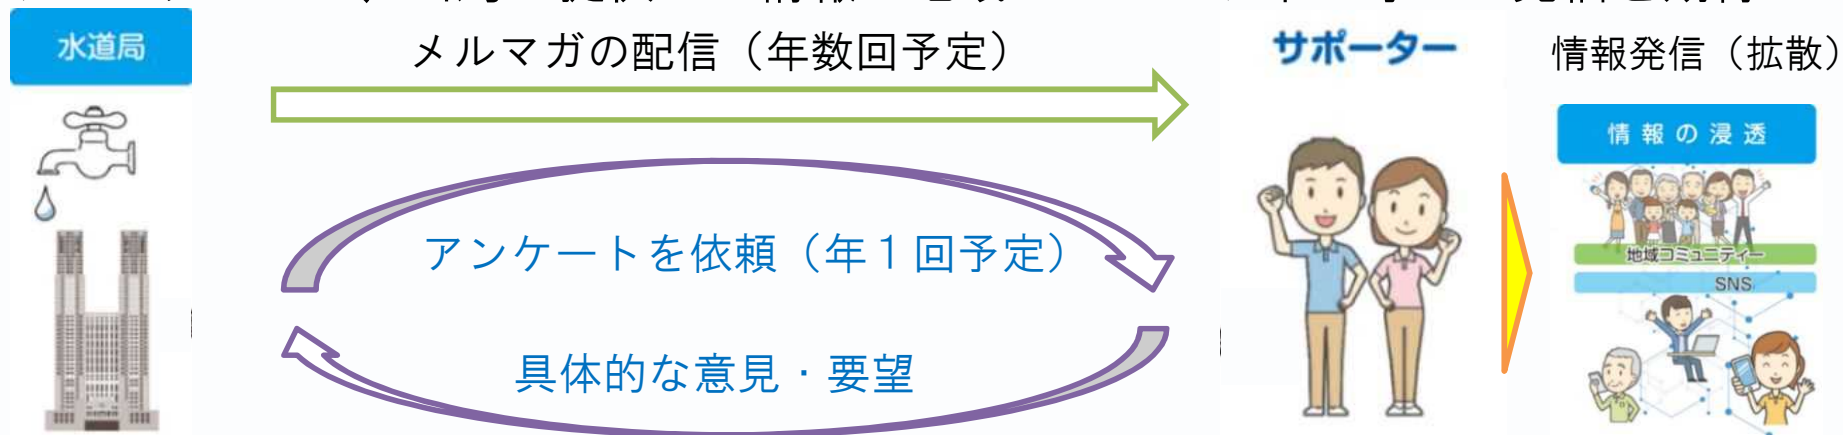 水道局
メルマガの配信（年数回予定）
サポーター
情報発信（拡散）
情報の浸透
地域コミュニティー
SNS
アンケートを依頼（年１回予定）
具体的な意見・要望